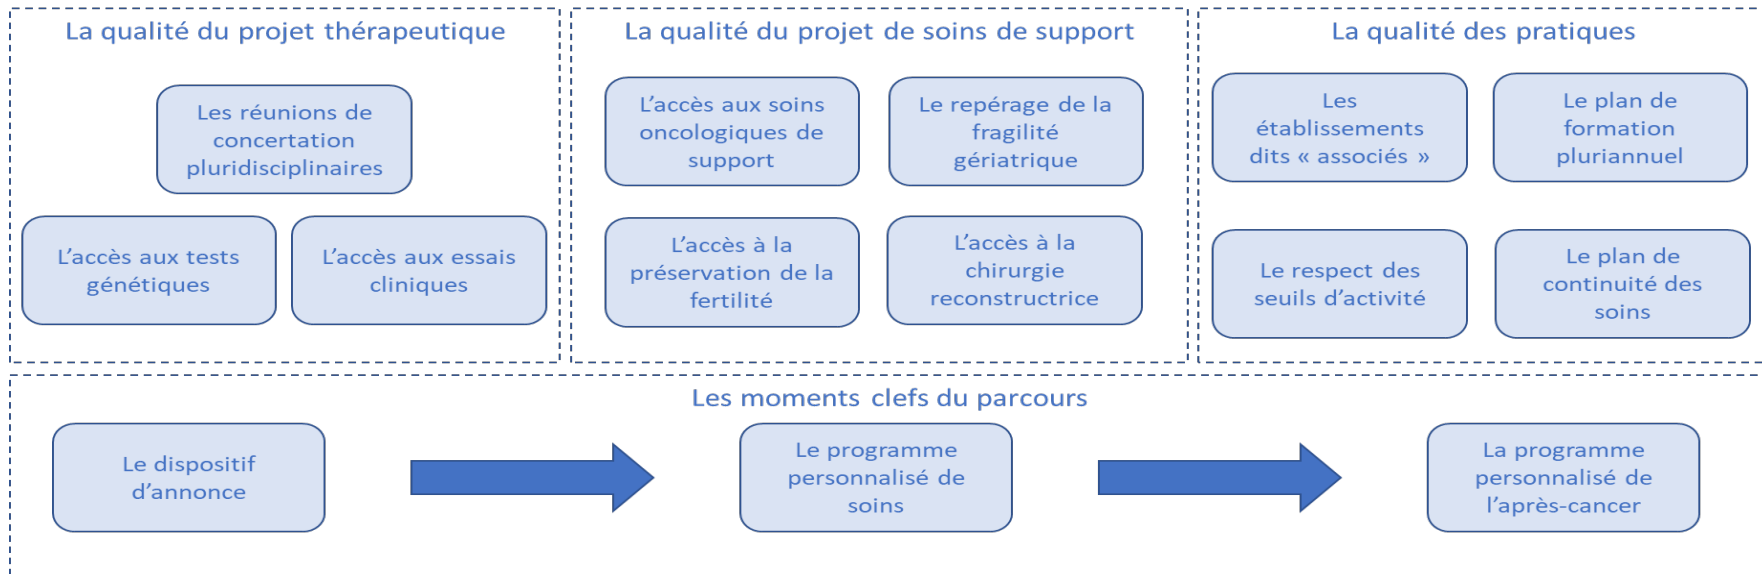 La qualité du projet thérapeutique
Les réunions de
concertation
pluridisciplinaires
L'accès aux tests
génétiques
L'accès aux essais
cliniques
La qualité du projet de soins de support
L'accès aux soins
oncologiques de
support
Le repérage de la
fragilité
gériatrique
L'accès à la
préservation de la
fertilité
L'accès à la
chirurgie
reconstructrice
La qualité des pratiques
Les
établissements
dits « associés »
Le plan de
formation
pluriannuel
Le respect des
seuils d'activité
Le plan de
continuité des
soins
Les moments clefs du parcours
Le dispositif
d'annonce
Le programme
personnalisé de
soins
La programme
personnalisé de
l'après-cancer